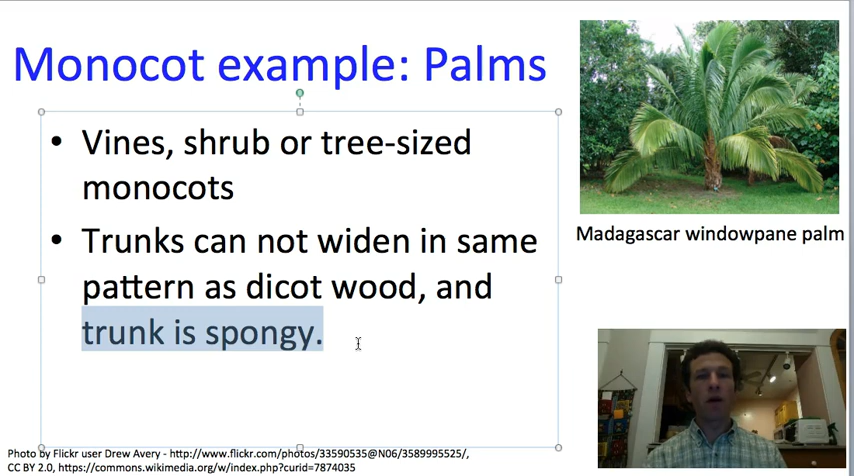 Monocot example: Palms
• Vines, shrub or tree-sized
monocots
• Trunks can not widen in same
pattern as dicot wood, and
trunk is spongy.
Madagascar windowpane palm
Photo by Flickr user Drew Avery - http://www.flickr.com/photos/33590535@N06/3589995525/,
CC BY 2.0, https://commons.wikimedia.org/w/index.php?curid=7874035